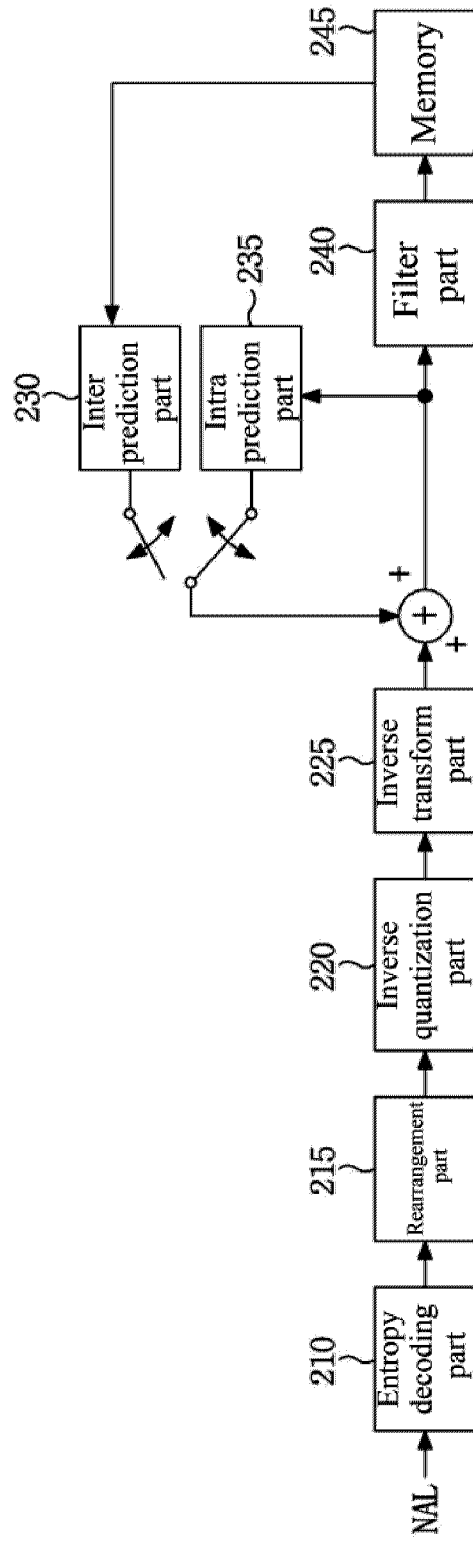 NAL
210
Entropy
decoding
part
215
Rearrangement
part
220
Inverse
quantization
part
225
Inverse
transform
part
+
+
+
230
Inter
prediction
part
235
Intra
prediction
part
240
Filter
part
245
Memory